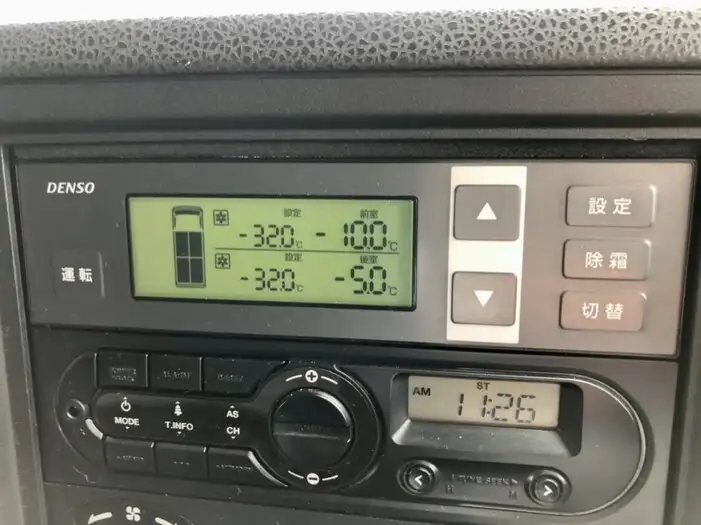 DENSO
設定 前室
-32.0℃ -10.0℃
設定 後室
-32.0℃ -5.0℃
運転
▲
▼
設定
除霜
切替
MODE
T.INFO
AS
CH
AM
ST
11:26
H
M